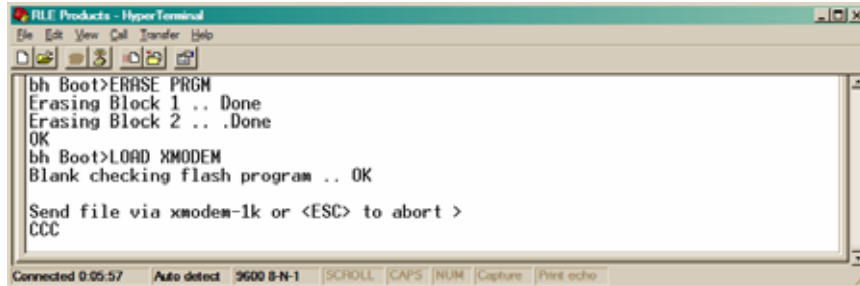 RLE Products - HyperTerminal
File Edit View Call Transfer Help
bh Boot>ERASE PRGM
Erasing Block 1 .. Done
Erasing Block 2 .. .Done
OK
bh Boot>LOAD XMODEM
Blank checking flash program .. OK
Send file via xmodem-1k or <ESC> to abort >
CCC
Connected 0:05:57 Auto detect 9600 8-N-1 SCROLL CAPS NUM Capture Print echo